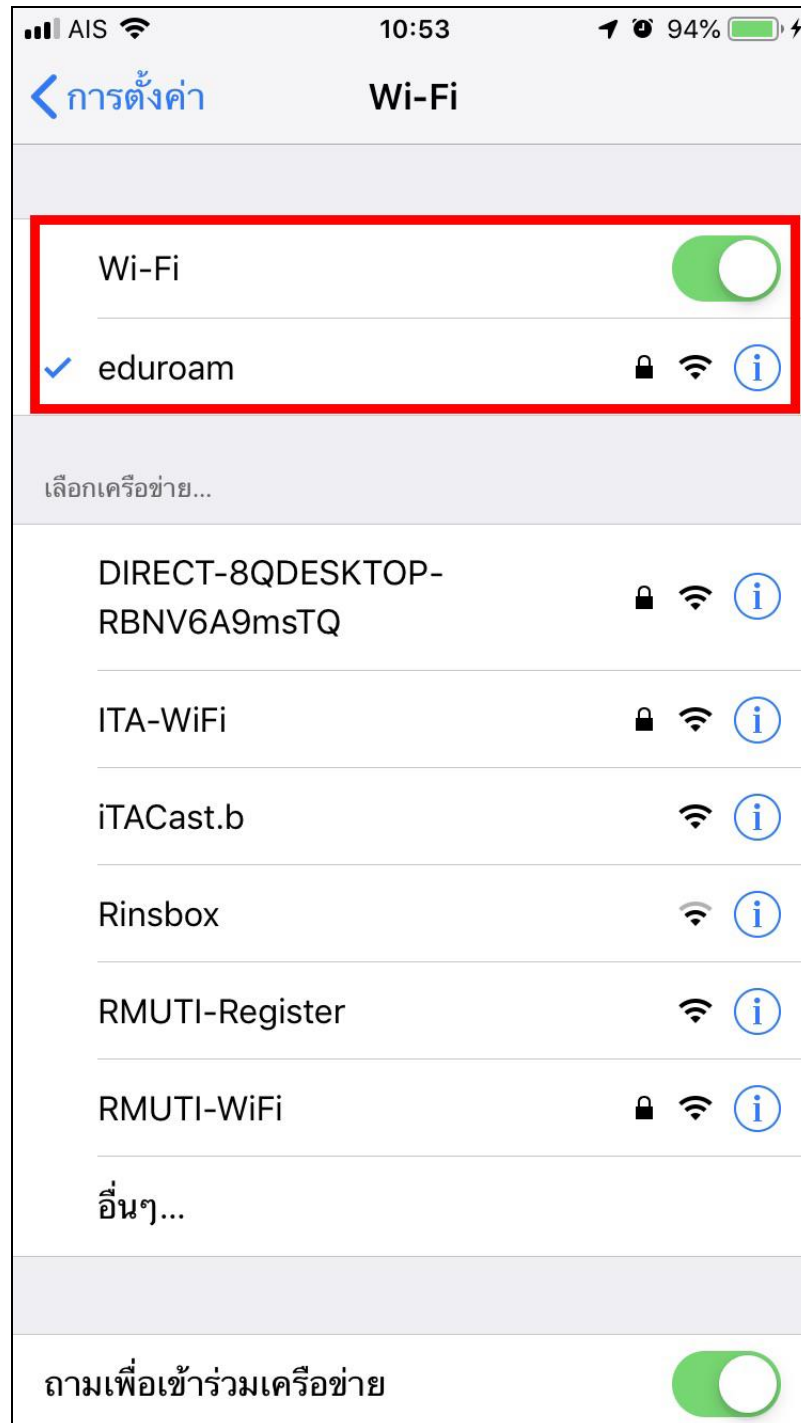 AIS 10:53 94%
การตั้งค่า Wi-Fi
Wi-Fi
eduroam
เลือกเครือข่าย...
DIRECT-8QDESKTOP-
RBNV6A9msTQ
ITA-WiFi
iTACast.b
Rinsbox
RMUTI-Register
RMUTI-WiFi
อื่นๆ...
ถามเพื่อเข้าร่วมเครือข่าย